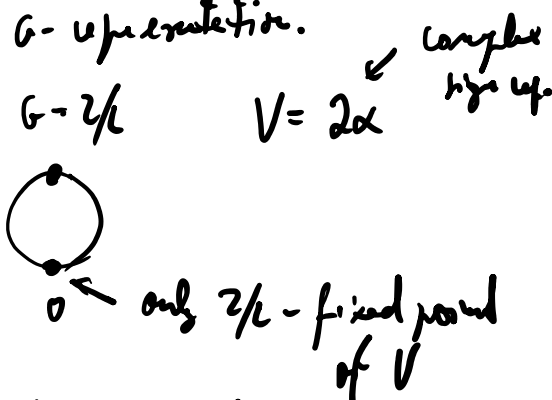 G - representation.
complex
sign rep.
G = Z/2 V = 2α
0
only Z/2 - fixed point
of V